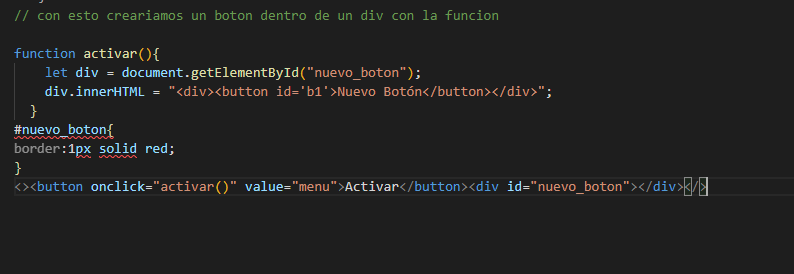 // con esto creariamos un boton dentro de un div con la funcion
function activar(){
let div = document.getElementById("nuevo_boton");
div.innerHTML = "<div><button id='b1'>Nuevo Botón</button></div>";
}
#nuevo_boton{
border:1px solid red;
}
<><button onclick="activar()" value="menu">Activar</button><div id="nuevo_boton"></div></>